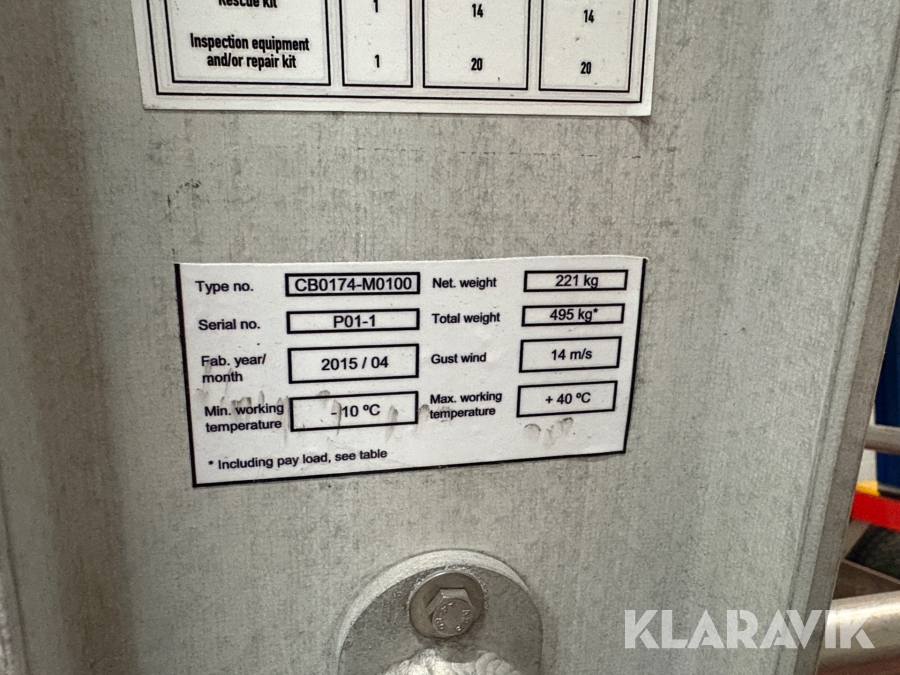 Rescue kit 1 14 14
Inspection equipment
and/or repair kit 1 20 20
Type no. CB0174-M0100 Net. weight 221 kg
Serial no. P01-1 Total weight 495 kg*
Fab. year/
month 2015 / 04 Gust wind 14 m/s
Min. working
temperature - 10 ºC Max. working
temperature + 40 ºC
* Including pay load, see table
KLARAVIK